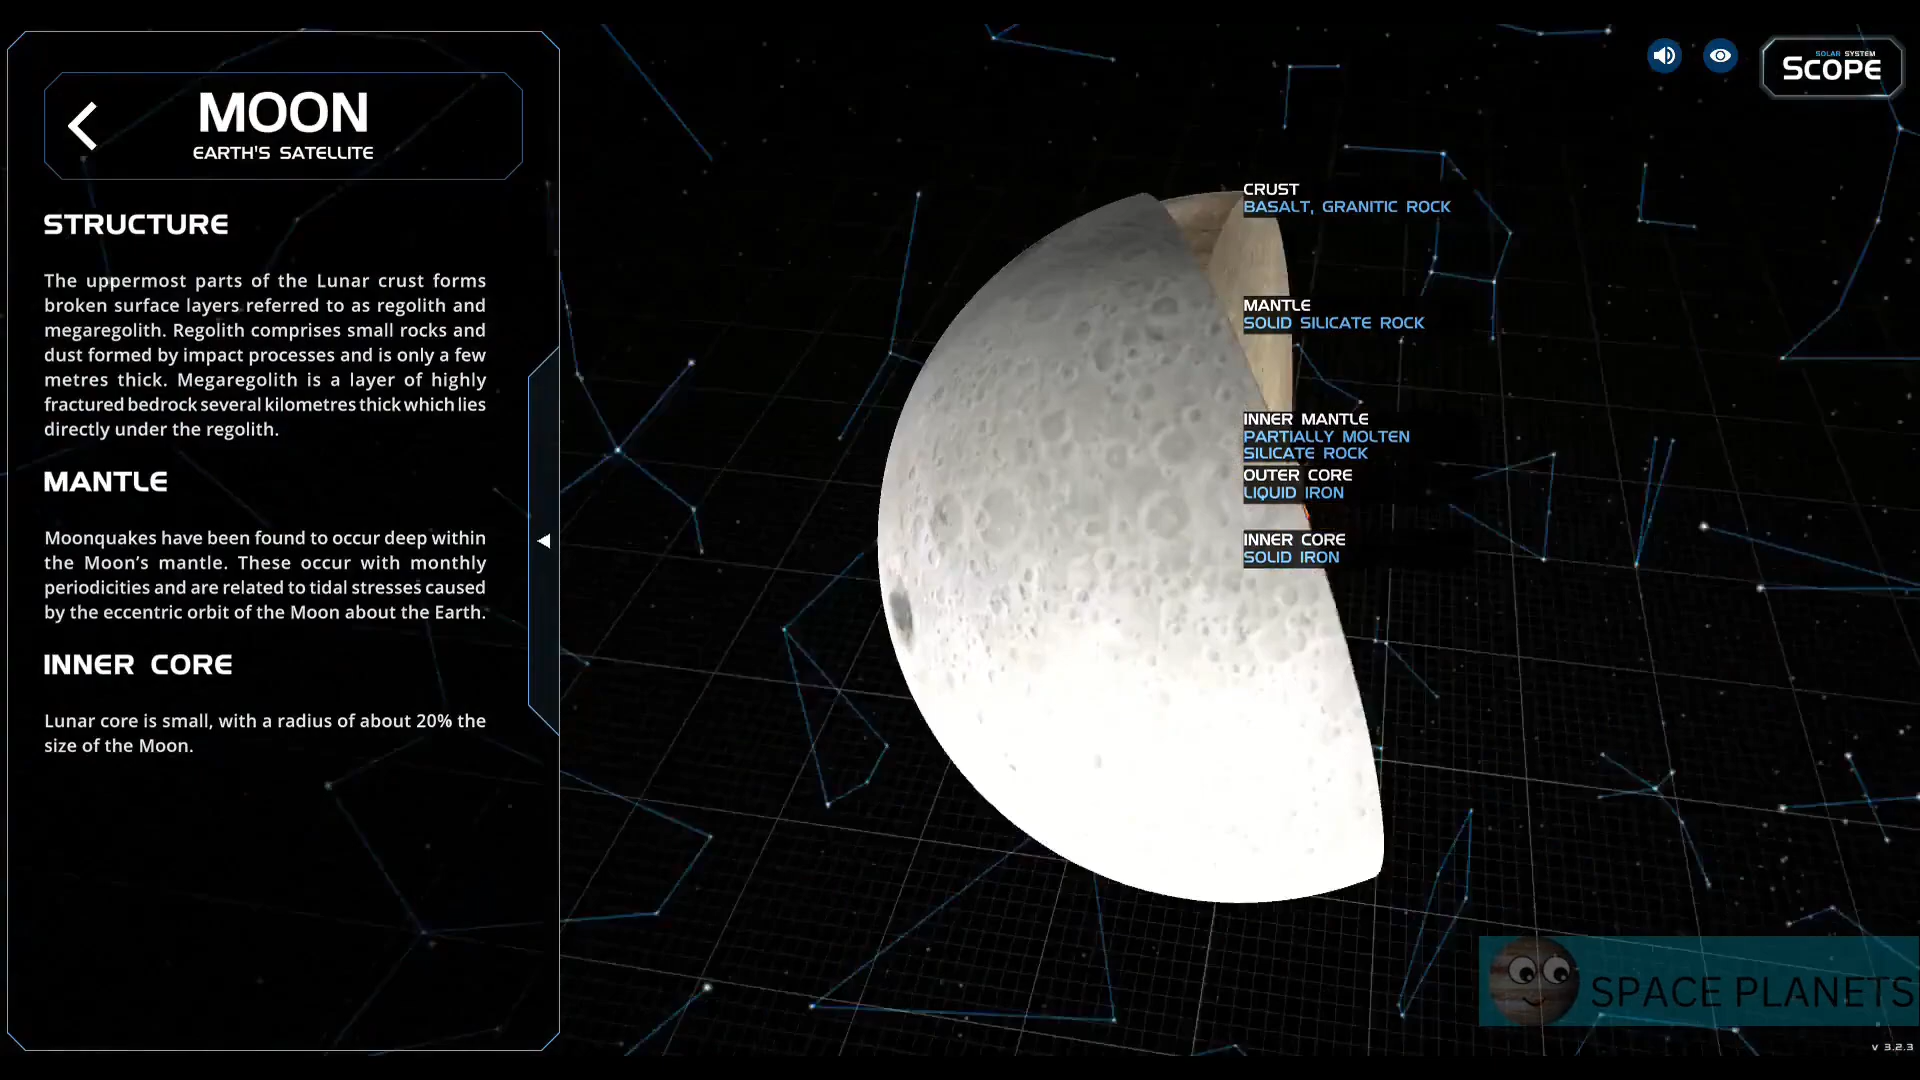 MOON
EARTH'S SATELLITE
STRUCTURE
The uppermost parts of the Lunar crust forms
broken surface layers referred to as regolith and
megaregolith. Regolith comprises small rocks and
dust formed by impact processes and is only a few
metres thick. Megaregolith is a layer of highly
fractured bedrock several kilometres thick which lies
directly under the regolith.
MANTLE
Moonquakes have been found to occur deep within
the Moon’s mantle. These occur with monthly
periodicities and are related to tidal stresses caused
by the eccentric orbit of the Moon about the Earth.
INNER CORE
Lunar core is small, with a radius of about 20% the
size of the Moon.
CRUST
BASALT, GRANITIC ROCK
MANTLE
SOLID SILICATE ROCK
INNER MANTLE
PARTIALLY MOLTEN
SILICATE ROCK
OUTER CORE
LIQUID IRON
INNER CORE
SOLID IRON
SOLAR SYSTEM
SCOPE
SPACE PLANETS
v 3.2.3